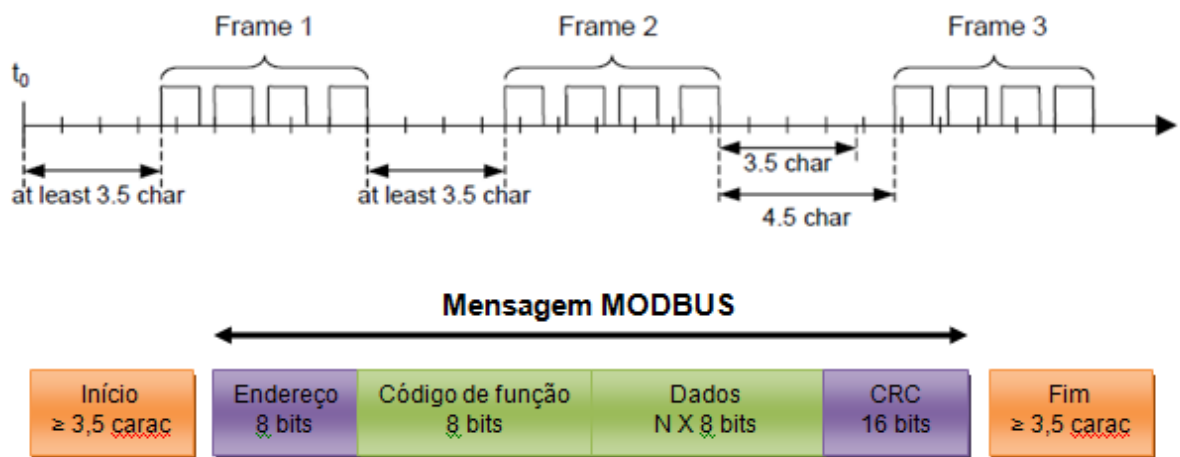 Frame 1
Frame 2
Frame 3
t0
at least 3.5 char
at least 3.5 char
3.5 char
4.5 char
Mensagem MODBUS
Início
≥ 3,5 carac
Endereço
8 bits
Código de função
8 bits
Dados
N X 8 bits
CRC
16 bits
Fim
≥ 3,5 carac